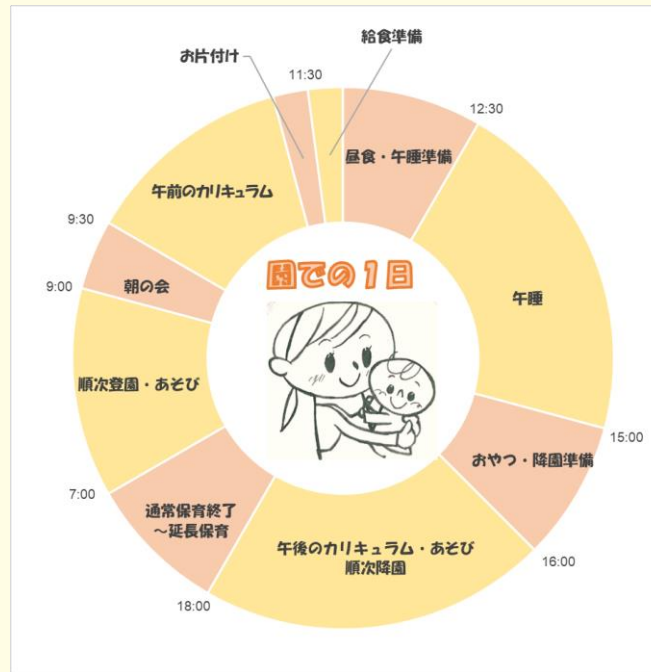 給食準備
お片付け
11:30
12:30
昼食・午睡準備
午前のカリキュラム
9:30
朝の会
9:00
園での1日
午睡
順次登園・あそび
15:00
おやつ・降園準備
7:00
通常保育終了
~延長保育
午後のカリキュラム・あそび
順次降園
16:00
18:00